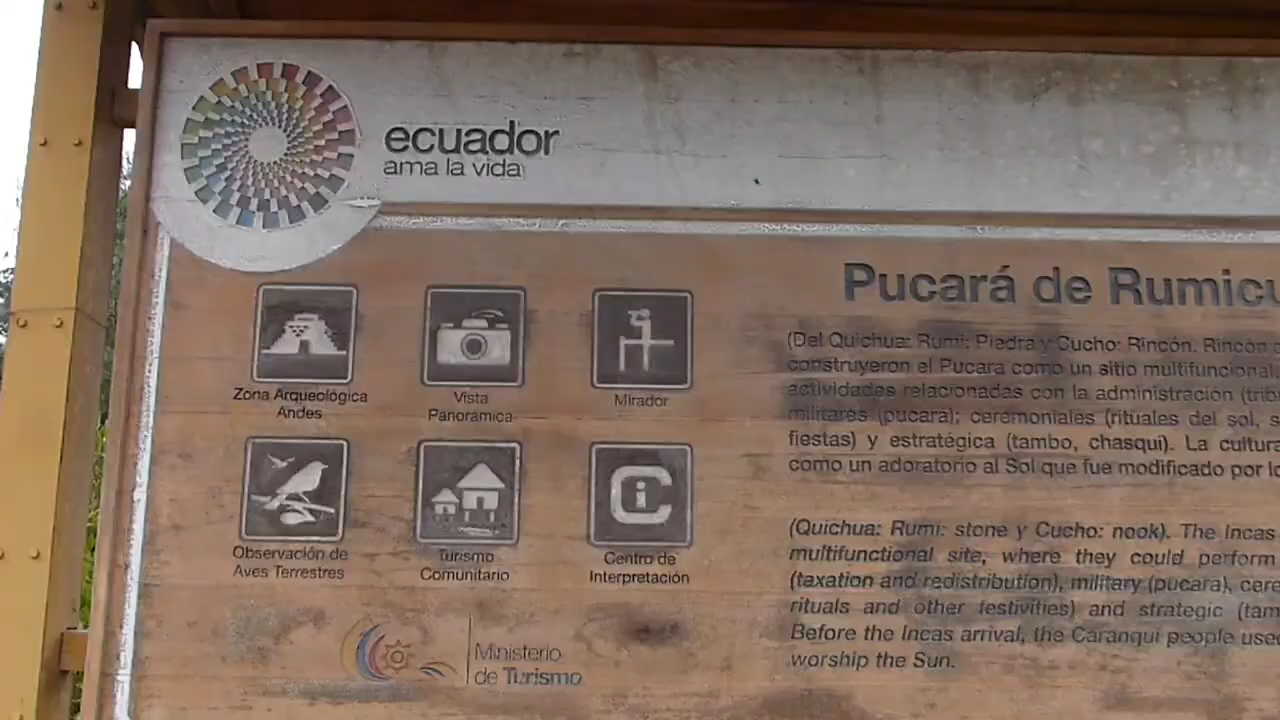 ecuador
ama la vida
Zona Arqueológica
Andes
Vista
Panorámica
Mirador
Observación de
Aves Terrestres
Turismo
Comunitario
Centro de
Interpretación
Ministerio
de Turismo
Pucará de Rumicu
(Del Quichua: Rumi: Piedra y Cucho: Rincón. Rincón
construyeron el Pucara como un sitio multifuncional,
actividades relacionadas con la administración (trib
militares (pucara); ceremoniales (rituales del sol, s
fiestas) y estratégica (tambo, chasqui). La cultura
como un adoratorio al Sol que fue modificado por lo
(Quichua: Rumi: stone y Cucho: nook). The Incas
multifunctional site, where they could perform
(taxation and redistribution), military (pucara), cere
rituals and other festivities) and strategic (tam
Before the Incas arrival, the Caranqui people used
worship the Sun.